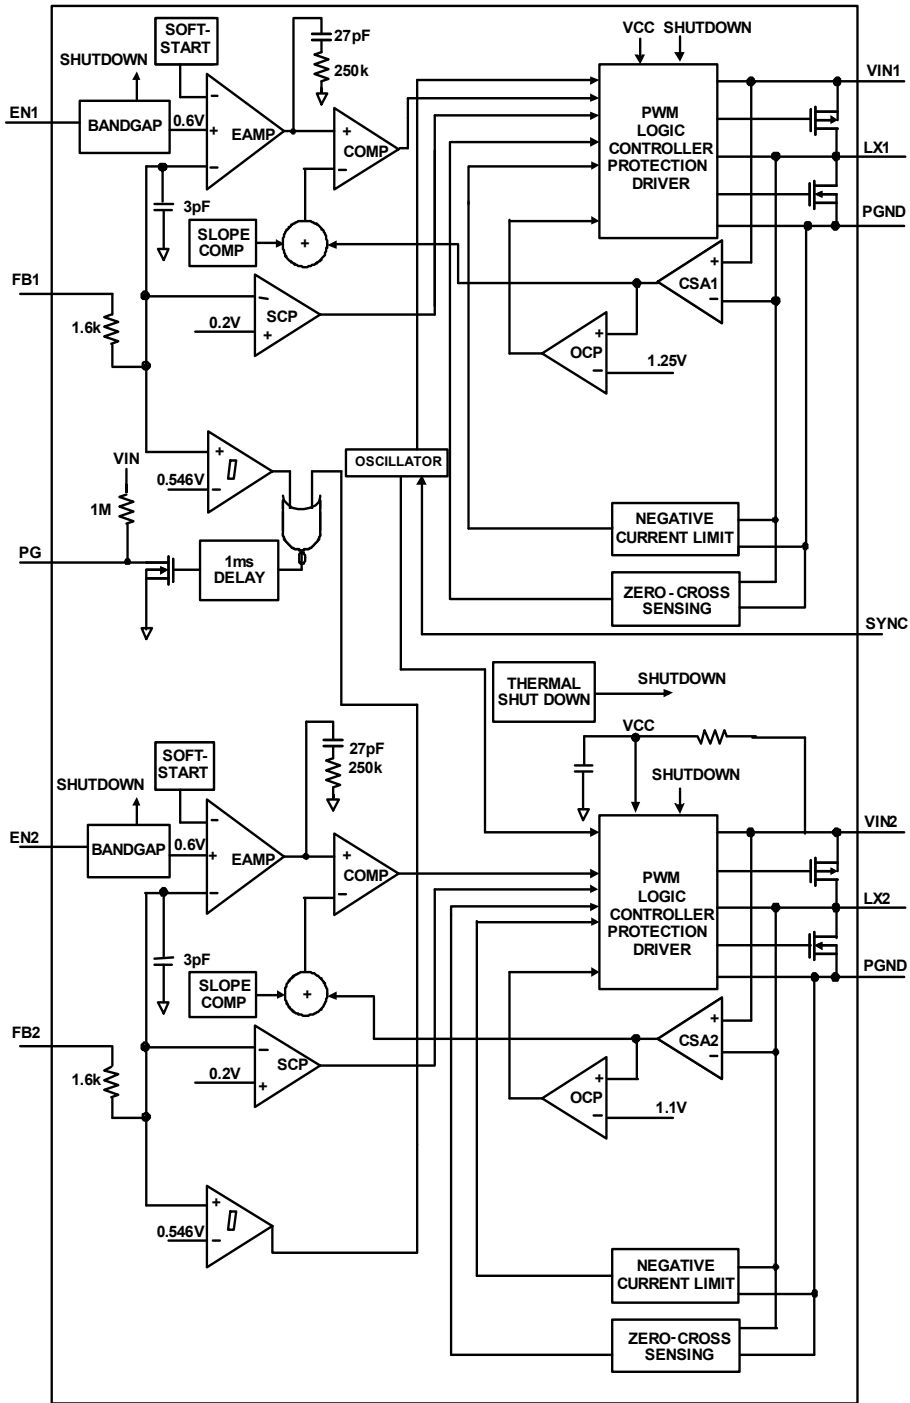 SOFT-
START
27pF
250k
VCC
SHUTDOWN
SHUTDOWN
VIN1
EN1
BANDGAP
0.6V
−
+
−
EAMP
+
−
COMP
PWM
LOGIC
CONTROLLER
PROTECTION
DRIVER
LX1
3pF
PGND
SLOPE
COMP
+
+
−
CSA1
FB1
1.6k
−
+
SCP
0.2V
+
−
OCP
1.25V
VIN
1M
+
−
0.546V
OSCILLATOR
NEGATIVE
CURRENT LIMIT
PG
1ms
DELAY
ZERO-CROSS
SENSING
SYNC
THERMAL
SHUT DOWN
SHUTDOWN
VCC
SOFT-
START
27pF
250k
SHUTDOWN
SHUTDOWN
VIN2
EN2
BANDGAP
0.6V
−
+
−
EAMP
+
−
COMP
PWM
LOGIC
CONTROLLER
PROTECTION
DRIVER
LX2
3pF
PGND
SLOPE
COMP
+
+
−
CSA2
FB2
1.6k
−
+
SCP
0.2V
+
−
OCP
1.1V
+
−
0.546V
NEGATIVE
CURRENT LIMIT
ZERO-CROSS
SENSING